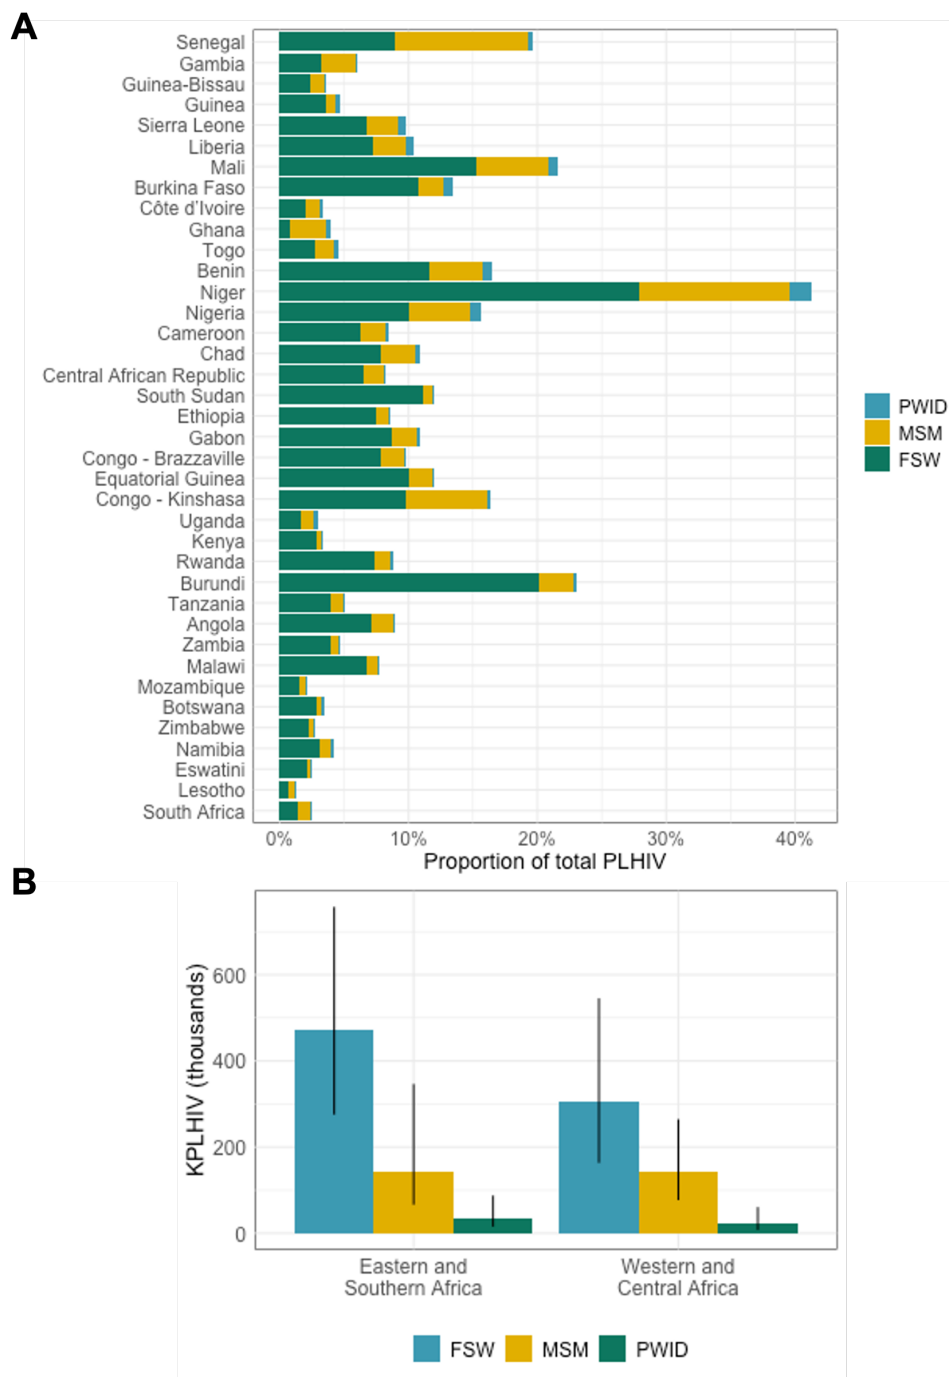 A
Senegal
Gambia
Guinea-Bissau
Guinea
Sierra Leone
Liberia
Mali
Burkina Faso
Côte d'Ivoire
Ghana
Togo
Benin
Niger
Nigeria
Cameroon
Chad
Central African Republic
South Sudan
Ethiopia
Gabon
Congo - Brazzaville
Equatorial Guinea
Congo - Kinshasa
Uganda
Kenya
Rwanda
Burundi
Tanzania
Angola
Zambia
Malawi
Mozambique
Botswana
Zimbabwe
Namibia
Eswatini
Lesotho
South Africa
0% 10% 20% 30% 40%
Proportion of total PLHIV
PWID
MSM
FSW
B
KPLHIV (thousands)
600
400
200
0
Eastern and
Southern Africa
Western and
Central Africa
FSW MSM PWID